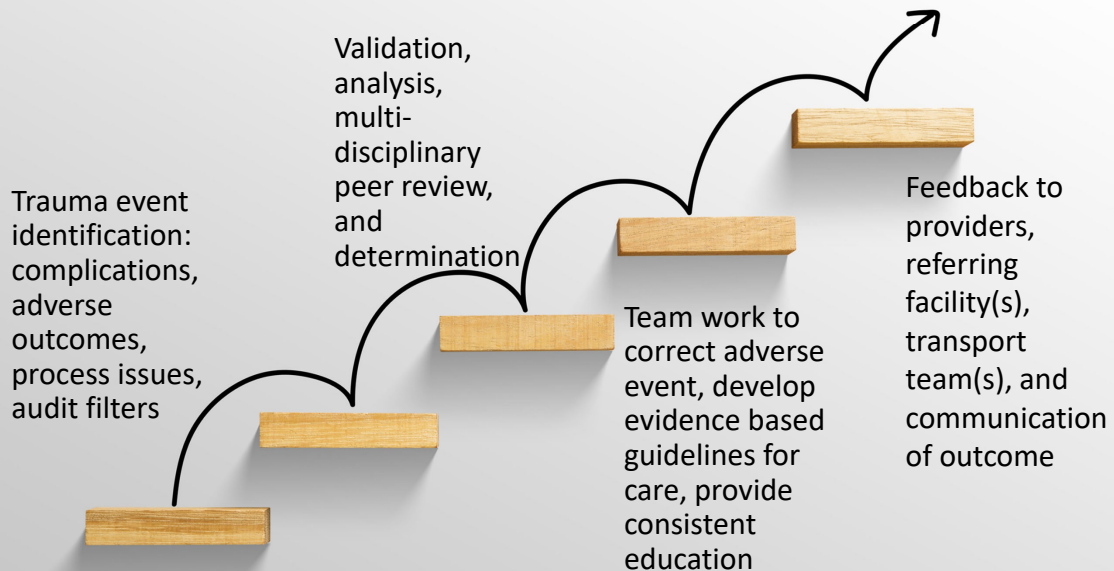 Trauma event
identification:
complications,
adverse
outcomes,
process issues,
audit filters
Validation,
analysis,
multi-
disciplinary
peer review,
and
determination
Team work to
correct adverse
event, develop
evidence based
guidelines for
care, provide
consistent
education
Feedback to
providers,
referring
facility(s),
transport
team(s), and
communication
of outcome